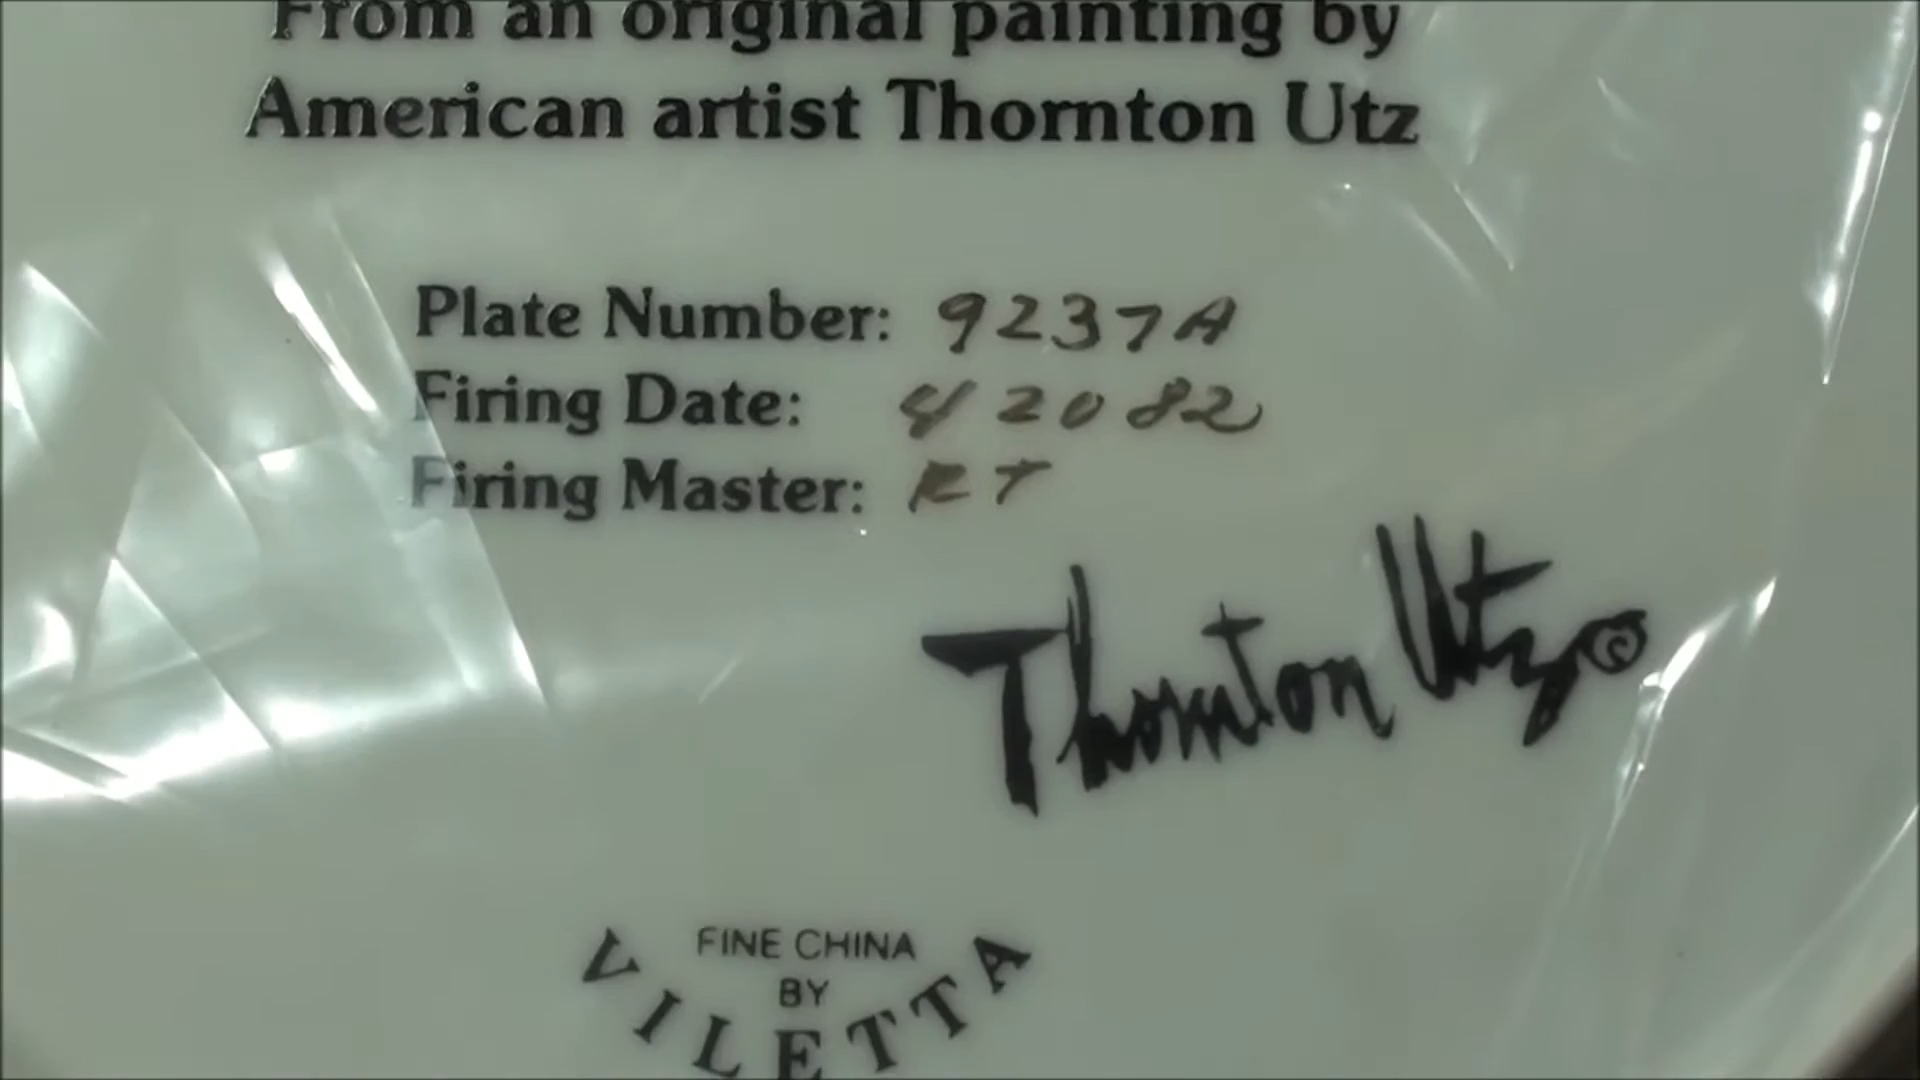 From an original painting by
American artist Thornton Utz
Plate Number: 9237A
Firing Date: 4 20 82
Firing Master: RT
Thornton Utz ©
FINE CHINA
BY
VILETTA